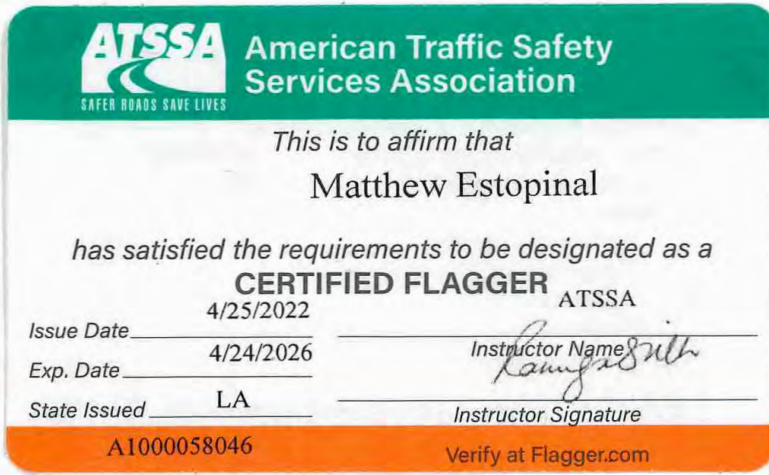 ATSSA
SAFER ROADS SAVE LIVES
American Traffic Safety
Services Association
This is to affirm that
Matthew Estopinal
has satisfied the requirements to be designated as a
CERTIFIED FLAGGER
Issue Date 4/25/2022
ATSSA
Instructor Name
Exp. Date 4/24/2026
State Issued LA
Instructor Signature
A1000058046
Verify at Flagger.com